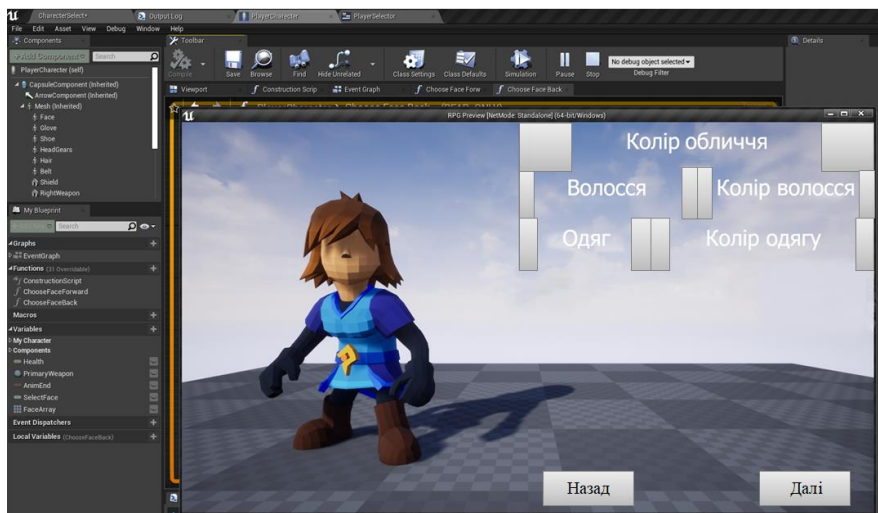 CharecterSelect•
Output Log
PlayerCharecter
PlayerSelector
File Edit Asset View Debug Window Help
Components
Toolbar
Details
+Add Component
Search
PlayerCharecter (self)
CapsuleComponent (Inherited)
ArrowComponent (Inherited)
Mesh (Inherited)
Face
Glove
Shoe
HeadGears
Hair
Belt
Shield
RightWeapon
Compile
Save
Browse
Find
Hide Unrelated
Class Settings
Class Defaults
Simulation
Pause
Stop
No debug object selected
Debug Filter
Viewport
Construction Scrip
Event Graph
Choose Face Forw
Choose Face Back
RPG Preview [NetMode: Standalone] (64-bit/Windows)
My Blueprint
Search
Graphs
EventGraph
Functions (31 Overridable)
ConstructionScript
ChooseFaceForward
ChooseFaceBack
Macros
Variables
My Character
Components
Health
PrimaryWeapon
AnimEnd
SelectFace
FaceArray
Event Dispatchers
Local Variables (ChooseFaceBack)
Колір обличчя
Волосся
Колір волосся
Одяг
Колір одягу
Назад
Далі